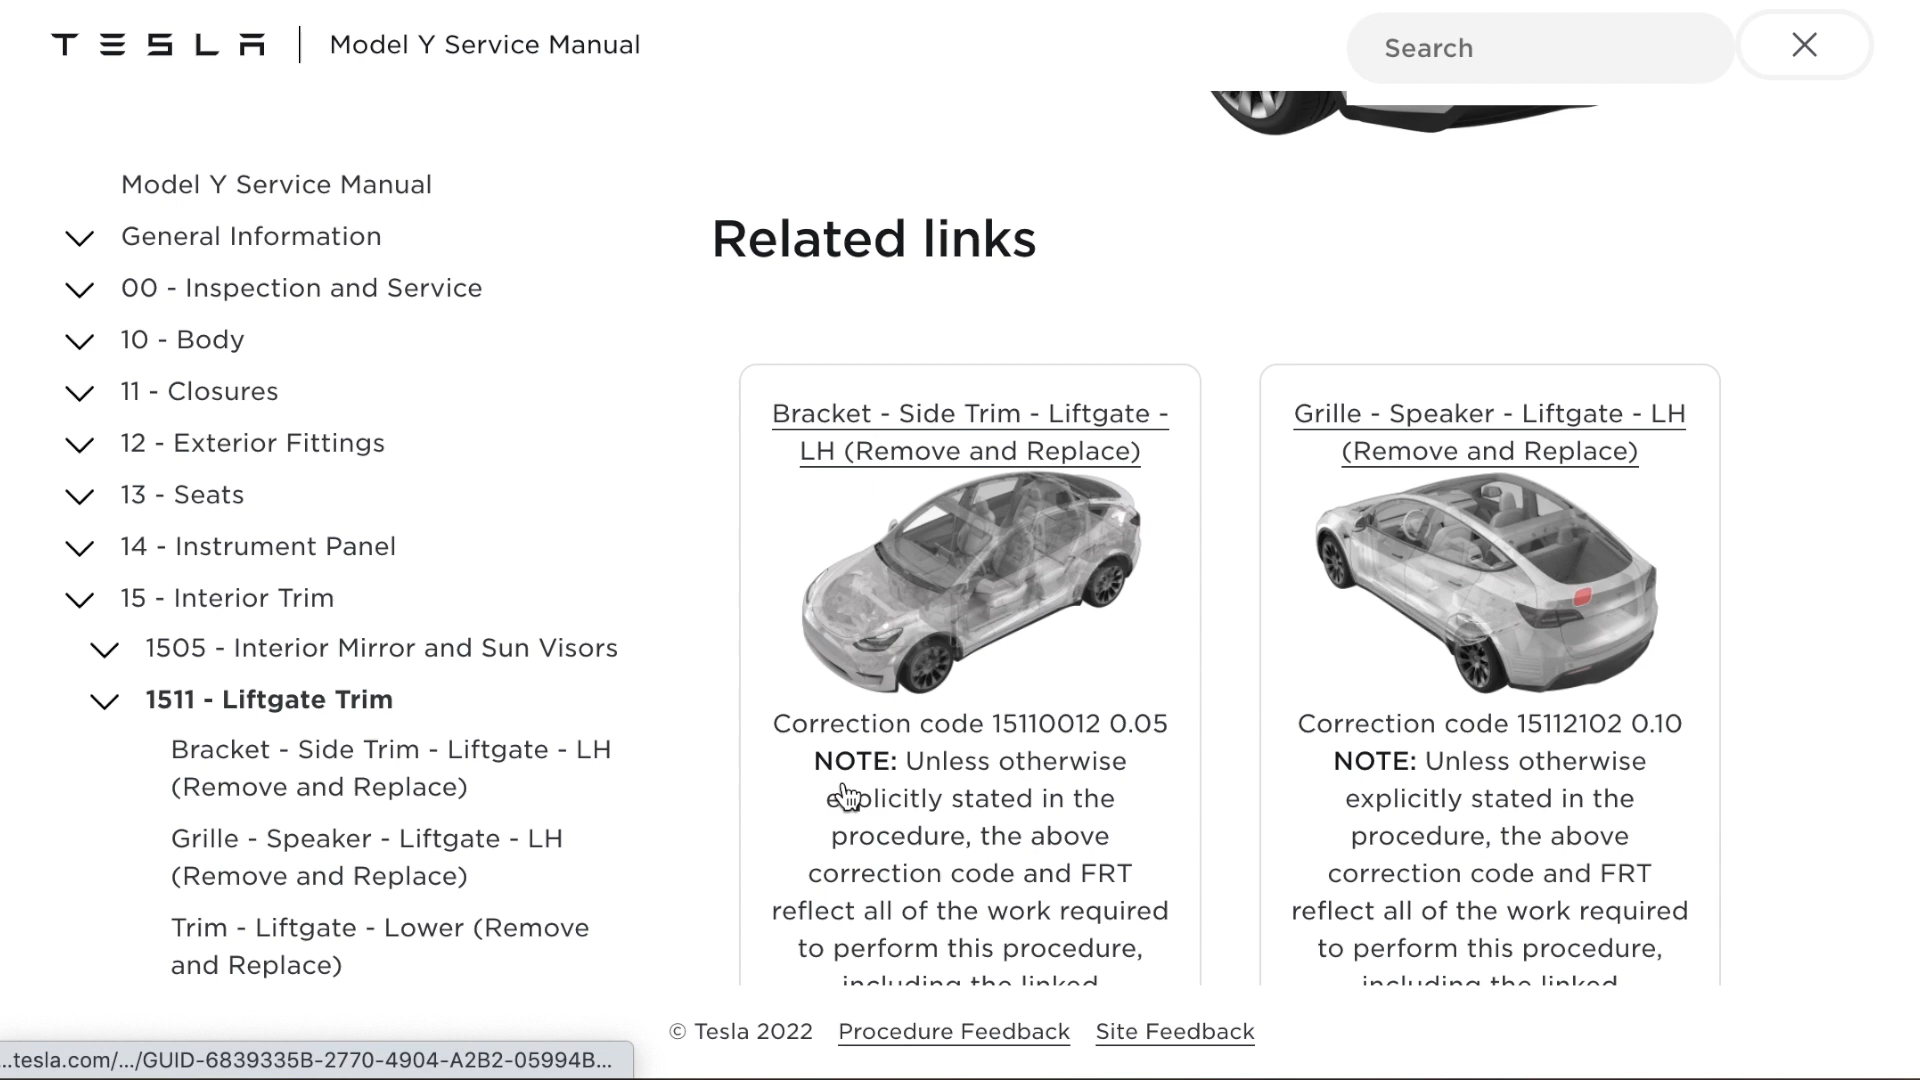 TESLA
Model Y Service Manual
Search
Model Y Service Manual
General Information
00 - Inspection and Service
10 - Body
11 - Closures
12 - Exterior Fittings
13 - Seats
14 - Instrument Panel
15 - Interior Trim
1505 - Interior Mirror and Sun Visors
1511 - Liftgate Trim
Bracket - Side Trim - Liftgate - LH
(Remove and Replace)
Grille - Speaker - Liftgate - LH
(Remove and Replace)
Trim - Liftgate - Lower (Remove
and Replace)
Related links
Bracket - Side Trim - Liftgate -
LH (Remove and Replace)
Correction code 15110012 0.05
NOTE: Unless otherwise
explicitly stated in the
procedure, the above
correction code and FRT
reflect all of the work required
to perform this procedure,
including the linked
Grille - Speaker - Liftgate - LH
(Remove and Replace)
Correction code 15112102 0.10
NOTE: Unless otherwise
explicitly stated in the
procedure, the above
correction code and FRT
reflect all of the work required
to perform this procedure,
including the linked
© Tesla 2022 Procedure Feedback Site Feedback
...tesla.com/.../GUID-6839335B-2770-4904-A2B2-05994B...